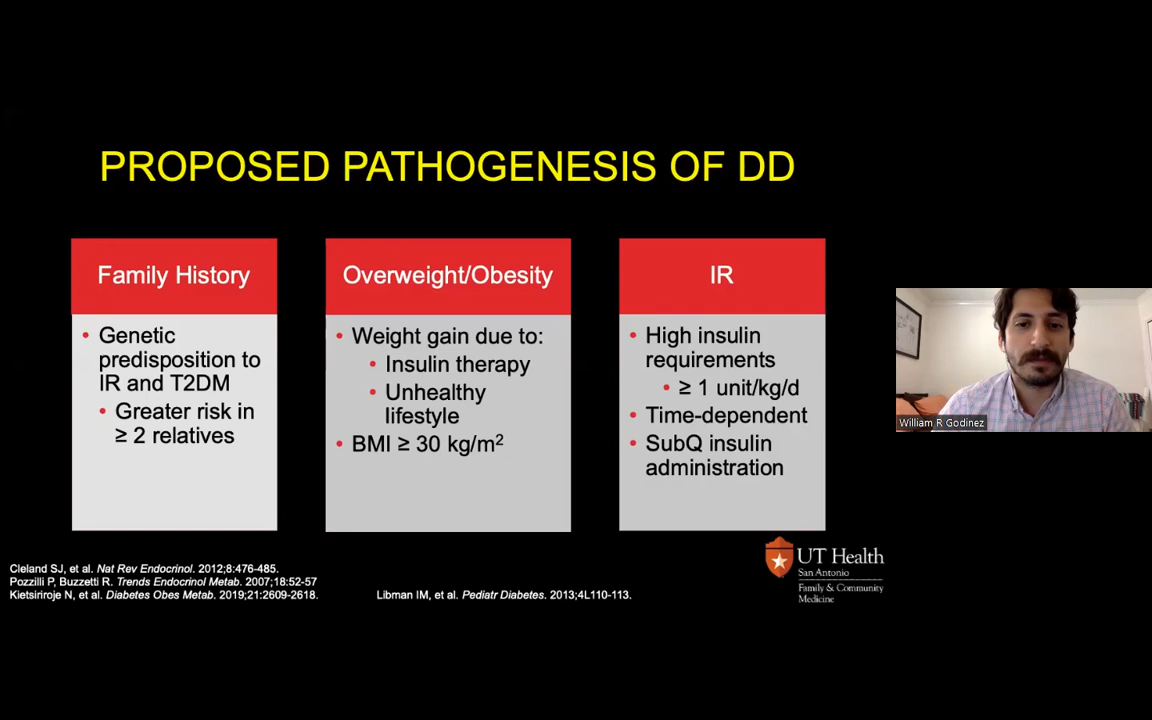 PROPOSED PATHOGENESIS OF DD
Family History
• Genetic
predisposition to
IR and T2DM
• Greater risk in
≥ 2 relatives
Overweight/Obesity
• Weight gain due to:
• Insulin therapy
• Unhealthy
lifestyle
• BMI ≥ 30 kg/m²
IR
• High insulin
requirements
• ≥ 1 unit/kg/d
• Time-dependent
• SubQ insulin
administration
William R Godinez
Cleland SJ, et al. Nat Rev Endocrinol. 2012;8:476-485.
Pozzilli P, Buzzetti R. Trends Endocrinol Metab. 2007;18:52-57
Kietsiriroje N, et al. Diabetes Obes Metab. 2019;21:2609-2618.
Libman IM, et al. Pediatr Diabetes. 2013;4L110-113.
UT Health
San Antonio
Family & Community
Medicine